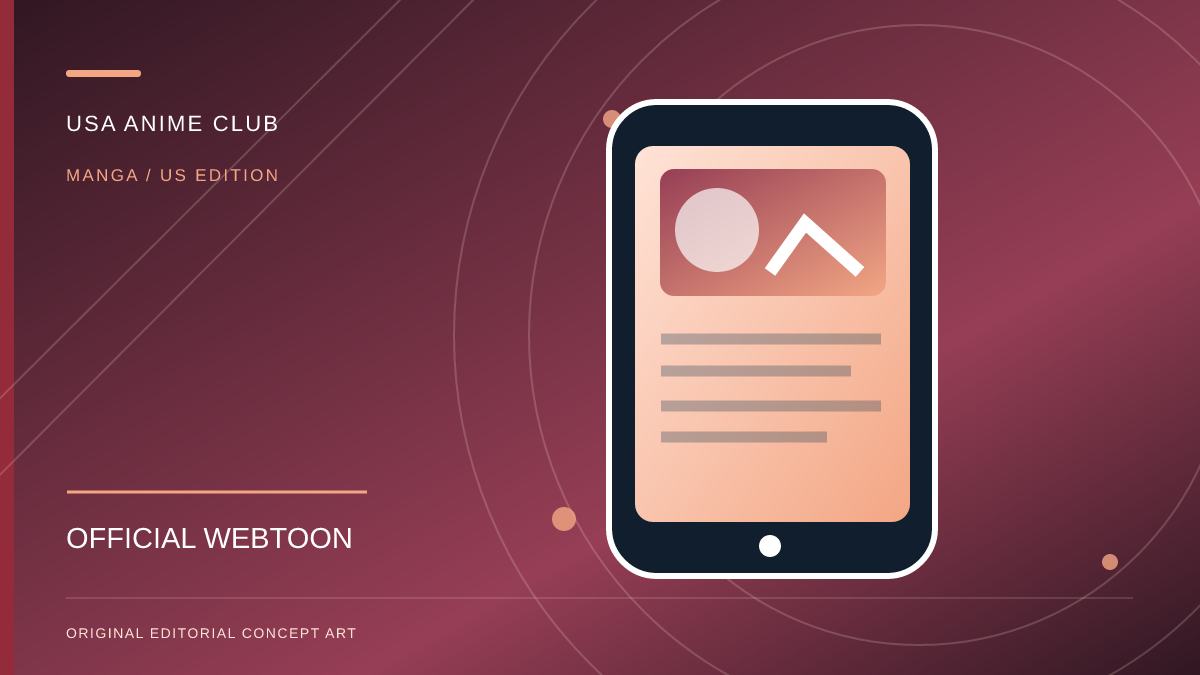 USA ANIME CLUB
MANGA / US EDITION
OFFICIAL WEBTOON
ORIGINAL EDITORIAL CONCEPT ART